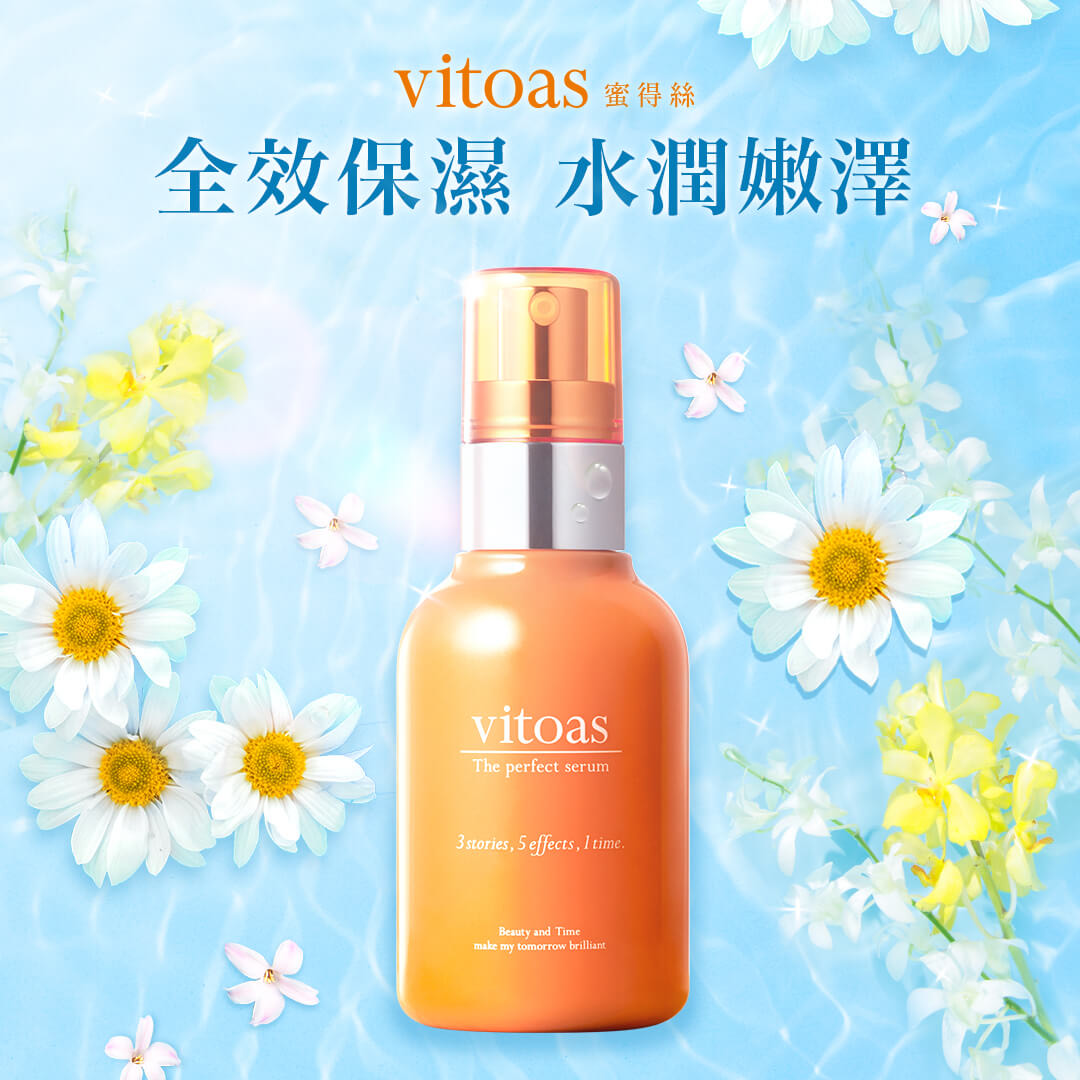 vitoas 蜜得絲
全效保濕 水潤嫩澤
vitoas
The perfect serum
3 stories, 5 effects, 1 time.
Beauty and Time
make my tomorrow brilliant